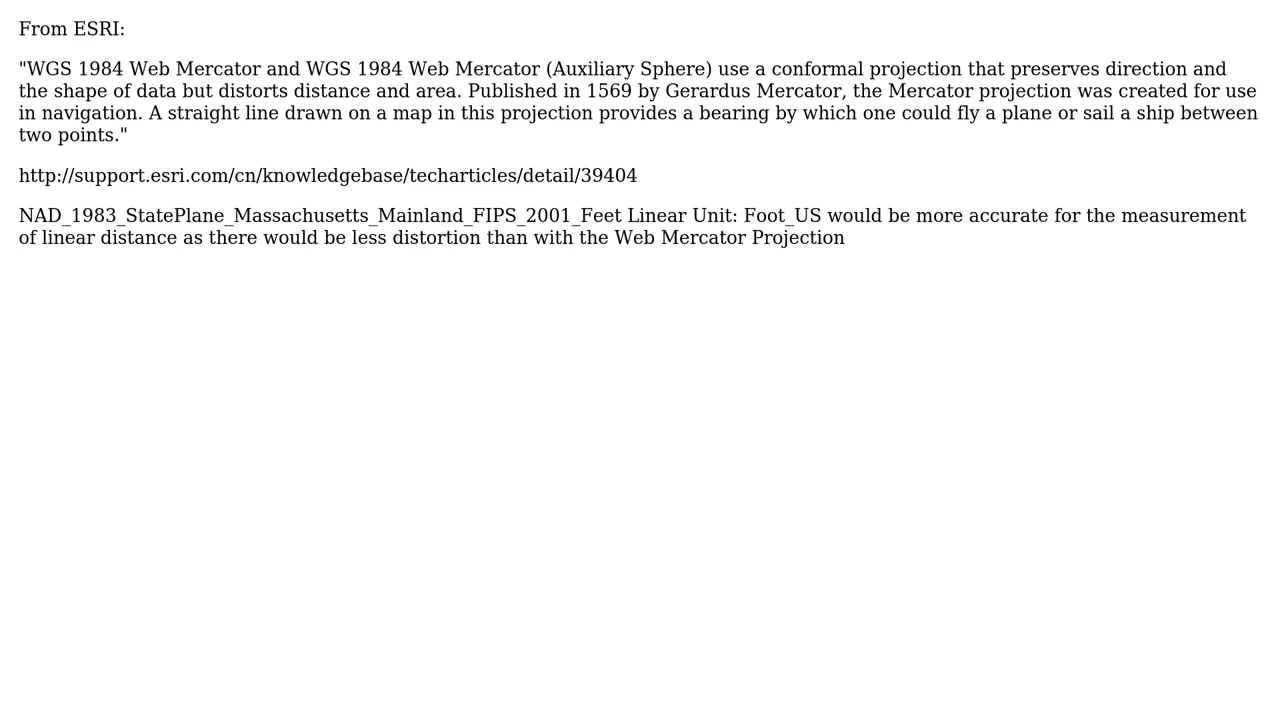 From ESRI:
"WGS 1984 Web Mercator and WGS 1984 Web Mercator (Auxiliary Sphere) use a conformal projection that preserves direction and
the shape of data but distorts distance and area. Published in 1569 by Gerardus Mercator, the Mercator projection was created for use
in navigation. A straight line drawn on a map in this projection provides a bearing by which one could fly a plane or sail a ship between
two points."
http://support.esri.com/cn/knowledgebase/techarticles/detail/39404
NAD_1983_StatePlane_Massachusetts_Mainland_FIPS_2001_Feet Linear Unit: Foot_US would be more accurate for the measurement
of linear distance as there would be less distortion than with the Web Mercator Projection